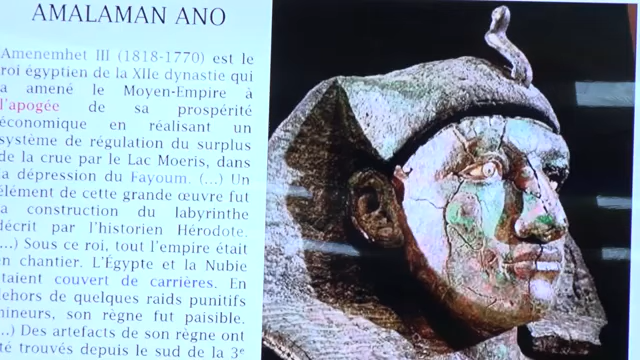 AMALAMAN ANO
Amenemhet III (1818-1770) est le
roi égyptien de la XIIe dynastie qui
a amené le Moyen-Empire à
l'apogée de sa prospérité
économique en réalisant un
système de régulation du surplus
de la crue par le Lac Moeris, dans
la dépression du Fayoum. (...) Un
élément de cette grande œuvre fut
la construction du labyrinthe
décrit par l'historien Hérodote.
(...) Sous ce roi, tout l'empire était
en chantier. L'Égypte et la Nubie
étaient couvert de carrières. En
dehors de quelques raids punitifs
mineurs, son règne fut paisible.
(...) Des artefacts de son règne ont
été trouvés depuis le sud de la 3e